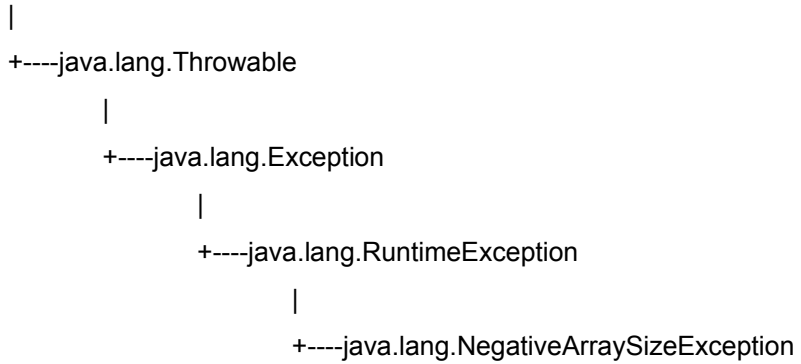 |
+----java.lang.Throwable
|
+----java.lang.Exception
|
+----java.lang.RuntimeException
|
+----java.lang.NegativeArraySizeException